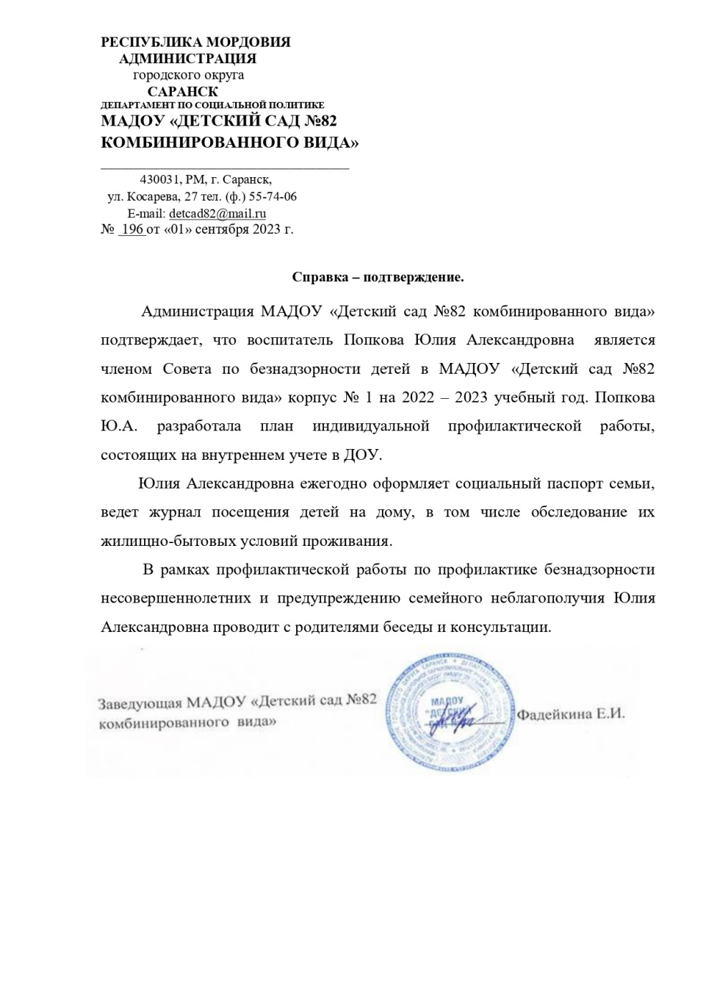 РЕСПУБЛИКА МОРДОВИЯ
АДМИНИСТРАЦИЯ
городского округа
САРАНСК
ДЕПАРТАМЕНТ ПО СОЦИАЛЬНОЙ ПОЛИТИКЕ
МАДОУ «ДЕТСКИЙ САД №82
КОМБИНИРОВАННОГО ВИДА»
430031, РМ, г. Саранск,
ул. Косарева, 27 тел. (ф.) 55-74-06
E-mail: detcad82@mail.ru
№ 196 от «01» сентября 2023 г.
Справка – подтверждение.
Администрация МАДОУ «Детский сад №82 комбинированного вида»
подтверждает, что воспитатель Попкова Юлия Александровна является
членом Совета по безнадзорности детей в МАДОУ «Детский сад №82
комбинированного вида» корпус № 1 на 2022 – 2023 учебный год. Попкова
Ю.А. разработала план индивидуальной профилактической работы,
состоящих на внутреннем учете в ДОУ.
Юлия Александровна ежегодно оформляет социальный паспорт семьи,
ведет журнал посещения детей на дому, в том числе обследование их
жилищно-бытовых условий проживания.
В рамках профилактической работы по профилактике безнадзорности
несовершеннолетних и предупреждению семейного неблагополучия Юлия
Александровна проводит с родителями беседы и консультации.
Заведующая МАДОУ «Детский сад №82
комбинированного вида»
МАДОУ
"ДЕТСКИЙ
САД
Фадейкина Е.И.